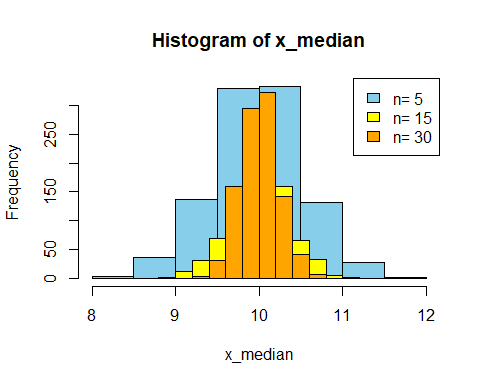 Histogram of x_median
n= 5
n= 15
n= 30
Frequency
250
150
50
0
8 9 10 11 12
x_median